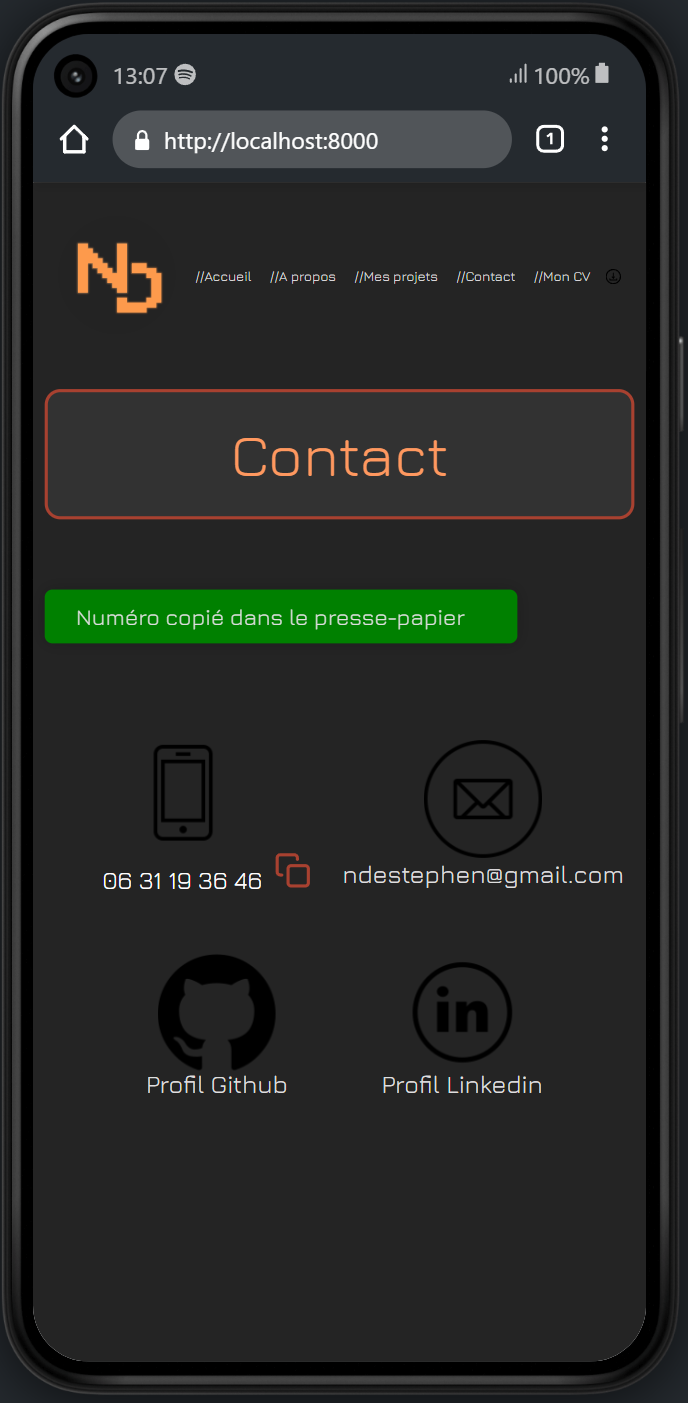 13:07 100%
http://localhost:8000 1
ND //Accueil //A propos //Mes projets //Contact //Mon CV
Contact
Numéro copié dans le presse-papier
06 31 19 36 46 ndestephen@gmail.com
in
Profil Github Profil Linkedin